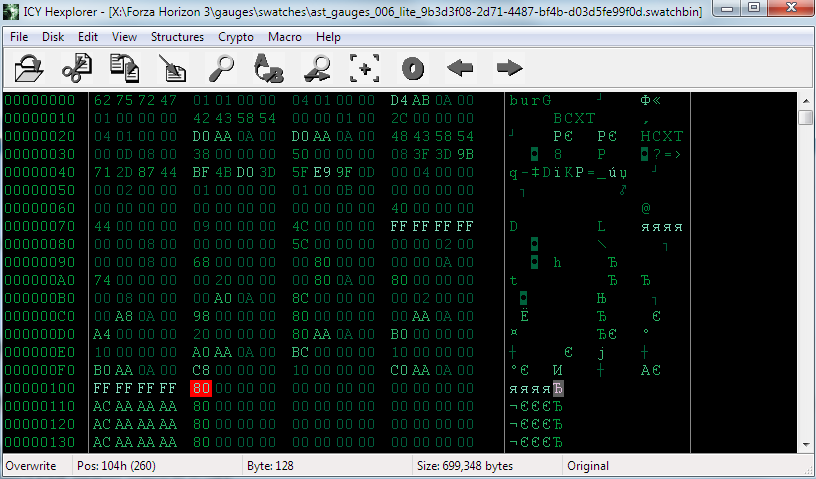 ICY Hexplorer - [X:\Forza Horizon 3\gauges\swatches\ast_gauges_006_lite_9b3d3f08-2d71-4487-bf4b-d03d5fe99f0d.swatchbin]
File Disk Edit View Structures Crypto Macro Help
00000000 62 75 72 47 01 01 00 00 04 01 00 00 D4 AB 0A 00 burG ┘ Ф«
00000010 01 00 00 00 42 43 58 54 00 00 01 00 2C 00 00 00 BCXT ,
00000020 04 01 00 00 D0 AA 0A 00 D0 AA 0A 00 48 43 58 54 ┘ РЄ РЄ HCXT
00000030 00 0D 08 00 38 00 00 00 50 00 00 00 08 3F 3D 9B ◘ 8 P ◘?=›
00000040 71 2D 87 44 BF 4B D0 3D 5F E9 9F 0D 00 04 00 00 q-‡DїKР=_йџ ┘
00000050 00 02 00 00 01 00 00 00 01 00 0B 00 00 00 00 00 ┐ ♂
00000060 00 00 00 00 00 00 00 00 00 00 00 00 40 00 00 00 @
00000070 44 00 00 00 09 00 00 00 4C 00 00 00 FF FF FF FF D L яяяя
00000080 00 00 08 00 00 00 00 00 5C 00 00 00 00 00 02 00 ◘ \ ┐
00000090 00 00 08 00 68 00 00 00 00 80 00 00 00 00 0A 00 ◘ h Ђ
000000A0 74 00 00 00 00 20 00 00 00 80 0A 00 80 00 00 00 t Ђ Ђ
000000B0 00 08 00 00 00 A0 0A 00 8C 00 00 00 00 02 00 00 ◘ Њ ┐
000000C0 00 A8 0A 00 98 00 00 00 80 00 00 00 00 AA 0A 00 Ё Ђ Є
000000D0 A4 00 00 00 20 00 00 00 80 AA 0A 00 B0 00 00 00 ¤ ЂЄ °
000000E0 10 00 00 00 A0 AA 0A 00 BC 00 00 00 10 00 00 00 ┼ Є ј ┼
000000F0 B0 AA 0A 00 C8 00 00 00 10 00 00 00 C0 AA 0A 00 °Є И ┼ АЄ
00000100 FF FF FF FF 80 00 00 00 00 00 00 00 00 00 00 00 яяяяЂ
00000110 AC AA AA AA 80 00 00 00 00 00 00 00 00 00 00 00 ¬ЄЄЄЂ
00000120 AC AA AA AA 80 00 00 00 00 00 00 00 00 00 00 00 ¬ЄЄЄЂ
00000130 AC AA AA AA 80 00 00 00 00 00 00 00 00 00 00 00 ¬ЄЄЄЂ
Overwrite Pos: 104h (260) Byte: 128 Size: 699,348 bytes Original